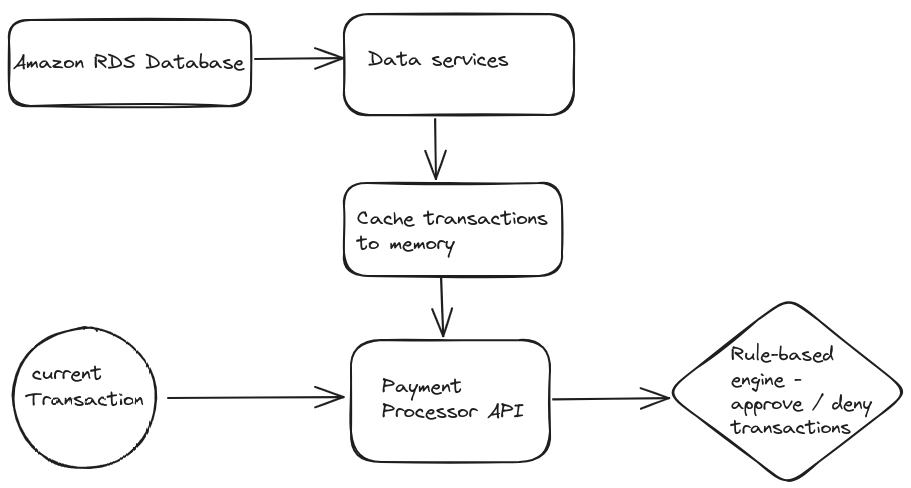 Amazon RDS Database
Data services
Cache transactions
to memory
current
Transaction
Payment
Processor API
Rule-based
engine -
approve / deny
transactions